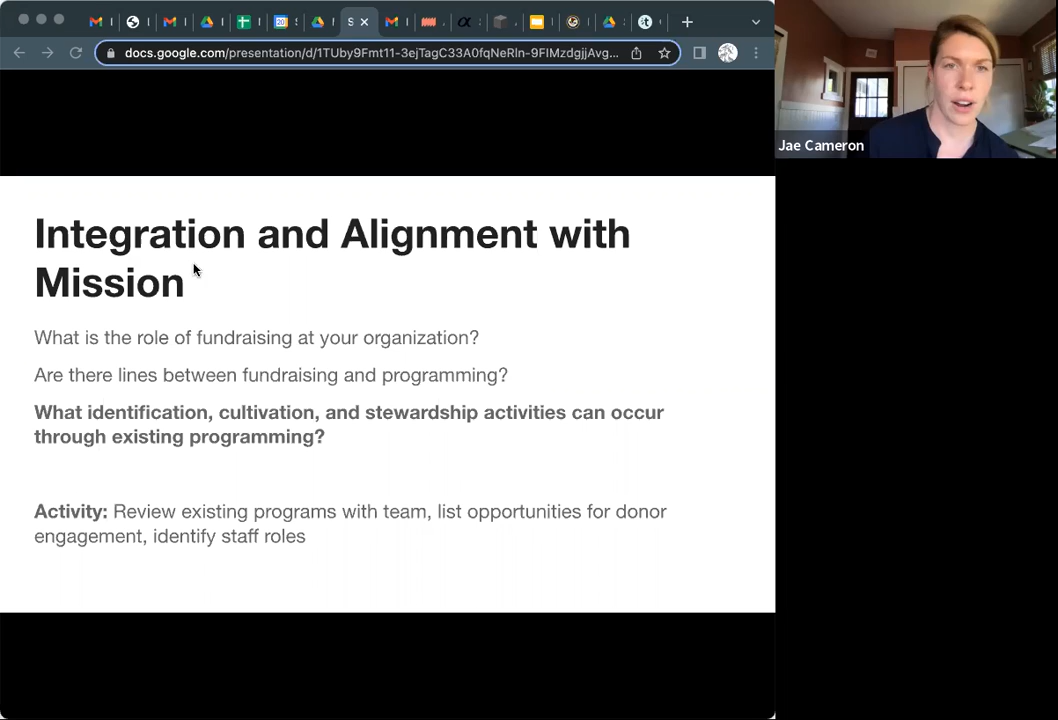 docs.google.com/presentation/d/1TUby9Fmt11-3ejTagC33A0fqNeRln-9FIMzdgjjAvg...
Jae Cameron
Integration and Alignment with
Mission
What is the role of fundraising at your organization?
Are there lines between fundraising and programming?
What identification, cultivation, and stewardship activities can occur
through existing programming?
Activity: Review existing programs with team, list opportunities for donor
engagement, identify staff roles